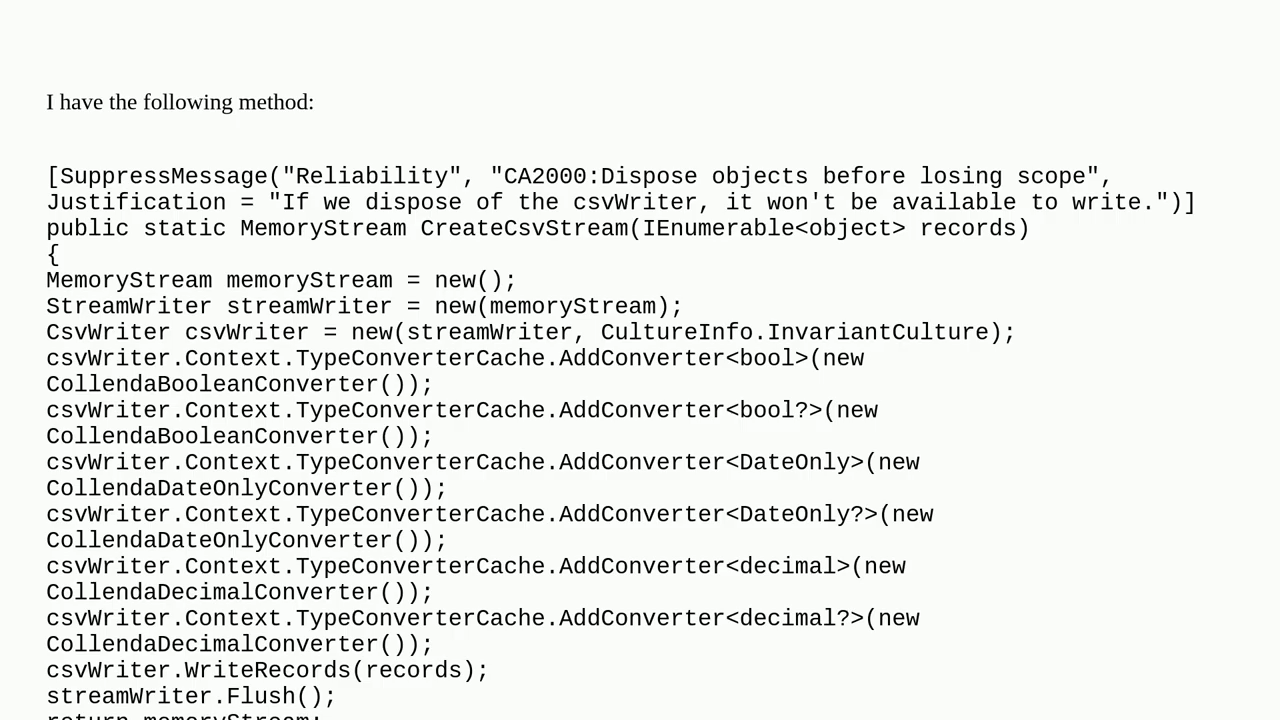 I have the following method:
[SuppressMessage("Reliability", "CA2000:Dispose objects before losing scope",
Justification = "If we dispose of the csvWriter, it won't be available to write.")]
public static MemoryStream CreateCsvStream(IEnumerable<object> records)
{
MemoryStream memoryStream = new();
StreamWriter streamWriter = new(memoryStream);
CsvWriter csvWriter = new(streamWriter, CultureInfo.InvariantCulture);
csvWriter.Context.TypeConverterCache.AddConverter<bool>(new
CollendaBooleanConverter());
csvWriter.Context.TypeConverterCache.AddConverter<bool?>(new
CollendaBooleanConverter());
csvWriter.Context.TypeConverterCache.AddConverter<DateOnly>(new
CollendaDateOnlyConverter());
csvWriter.Context.TypeConverterCache.AddConverter<DateOnly?>(new
CollendaDateOnlyConverter());
csvWriter.Context.TypeConverterCache.AddConverter<decimal>(new
CollendaDecimalConverter());
csvWriter.Context.TypeConverterCache.AddConverter<decimal?>(new
CollendaDecimalConverter());
csvWriter.WriteRecords(records);
streamWriter.Flush();
return memoryStream;